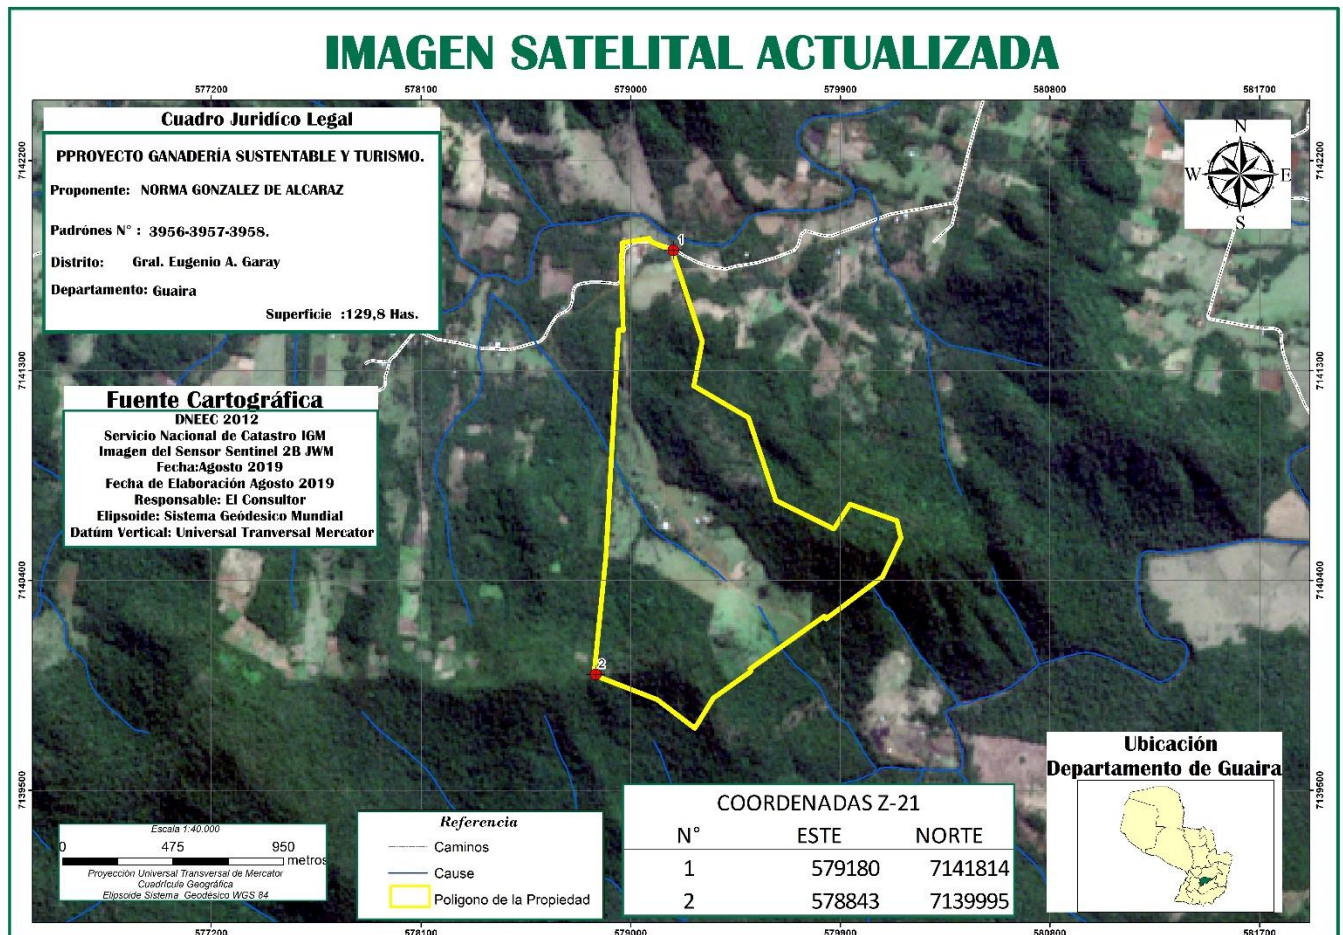 IMAGEN SATELITAL ACTUALIZADA
577200 578100 579000 579900 580800 581700
Cuadro Juridíco Legal
PPROYECTO GANADERÍA SUSTENTABLE Y TURISMO.
Proponente: NORMA GONZALEZ DE ALCARAZ
Padrónes N° : 3956-3957-3958.
Distrito: Gral. Eugenio A. Garay
Departamento: Guaira
Superficie :129,8 Has.
N
W E
S
7142200 7142200
1
7141300 7141300
Fuente Cartográfica
DNEEC 2012
Servicio Nacional de Catastro IGM
Imagen del Sensor Sentinel 2B JWM
Fecha:Agosto 2019
Fecha de Elaboración Agosto 2019
Responsable: El Consultor
Elipsoide: Sistema Geódesico Mundial
Datúm Vertical: Universal Tranversal Mercator
7140400 7140400
2
7139500 7139500
Ubicación
Departamento de Guaira
Escala 1:40.000
0 475 950
metros
Proyección Universal Transversal de Mercator
Cuadrícula Geográfica
Elipsoide Sistema Geodésico WGS 84
Referencia
Caminos
Cause
Poligono de la Propiedad
COORDENADAS Z-21
N° ESTE NORTE
1 579180 7141814
2 578843 7139995
577200 578100 579000 579900 580800 581700